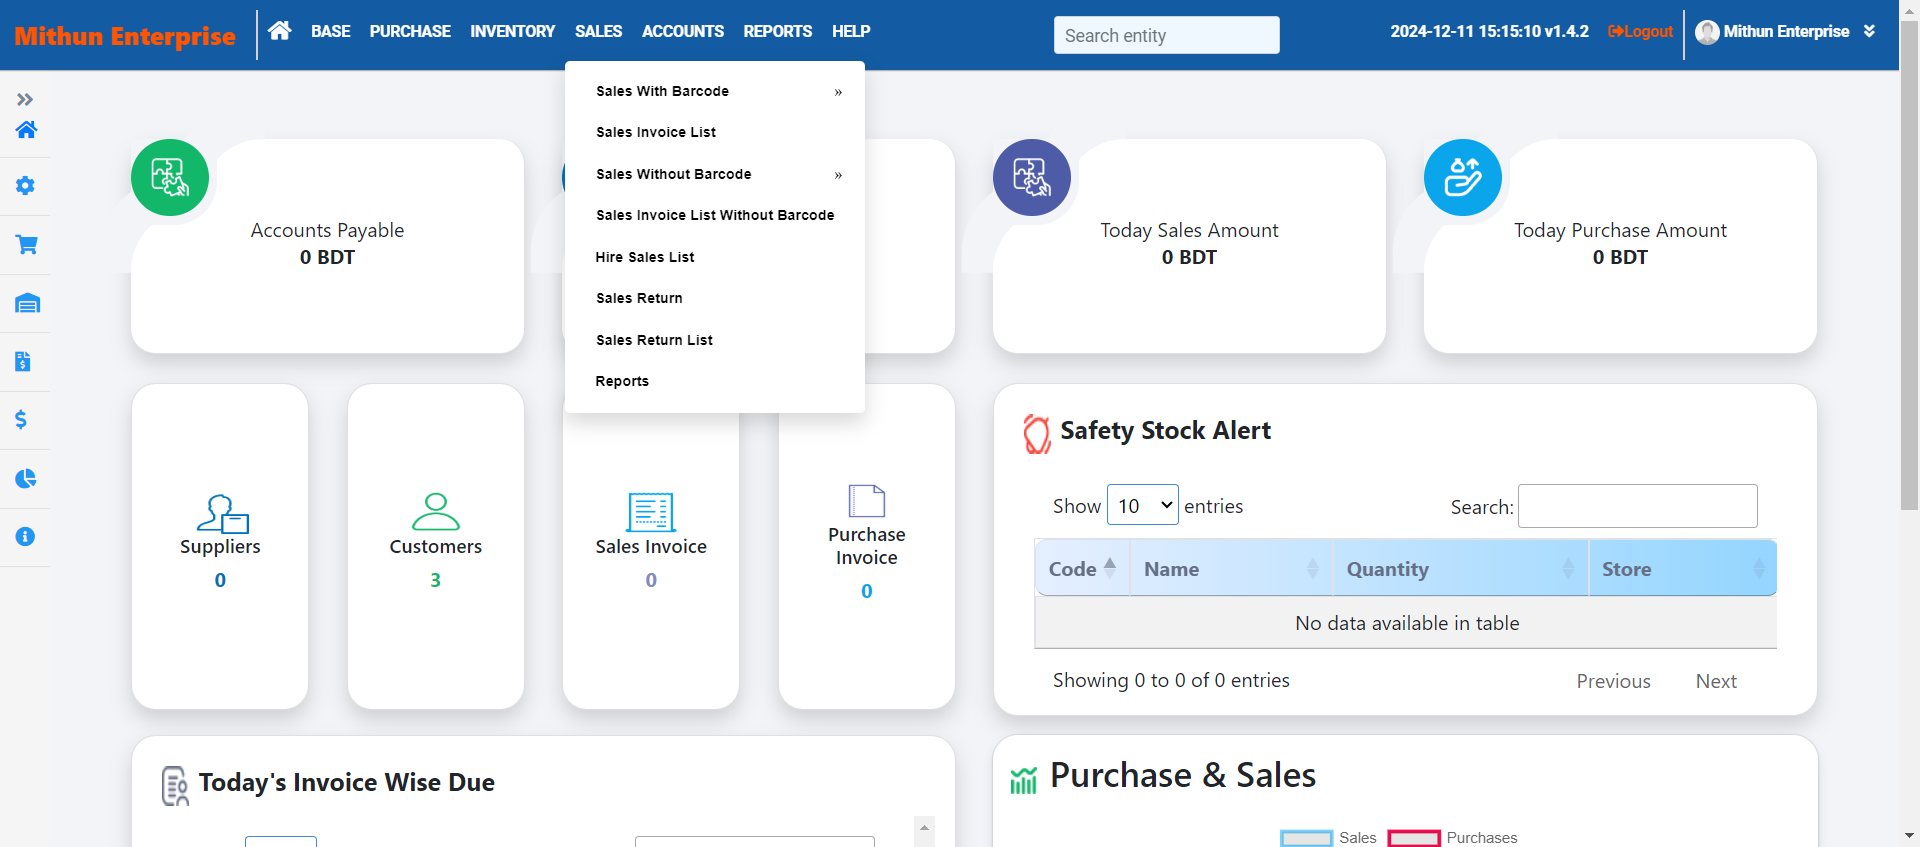 Mithun Enterprise
BASE PURCHASE INVENTORY SALES ACCOUNTS REPORTS HELP
Search entity
2024-12-11 15:15:10 v1.4.2
Logout
Mithun Enterprise
Sales With Barcode »
Sales Invoice List
Sales Without Barcode »
Sales Invoice List Without Barcode
Hire Sales List
Sales Return
Sales Return List
Reports
Accounts Payable
0 BDT
Today Sales Amount
0 BDT
Today Purchase Amount
0 BDT
Suppliers
0
Customers
3
Sales Invoice
0
Purchase
Invoice
0
Safety Stock Alert
Show 10 entries
Search:
Code Name Quantity Store
No data available in table
Showing 0 to 0 of 0 entries
Previous Next
Today's Invoice Wise Due
Purchase & Sales
Sales Purchases